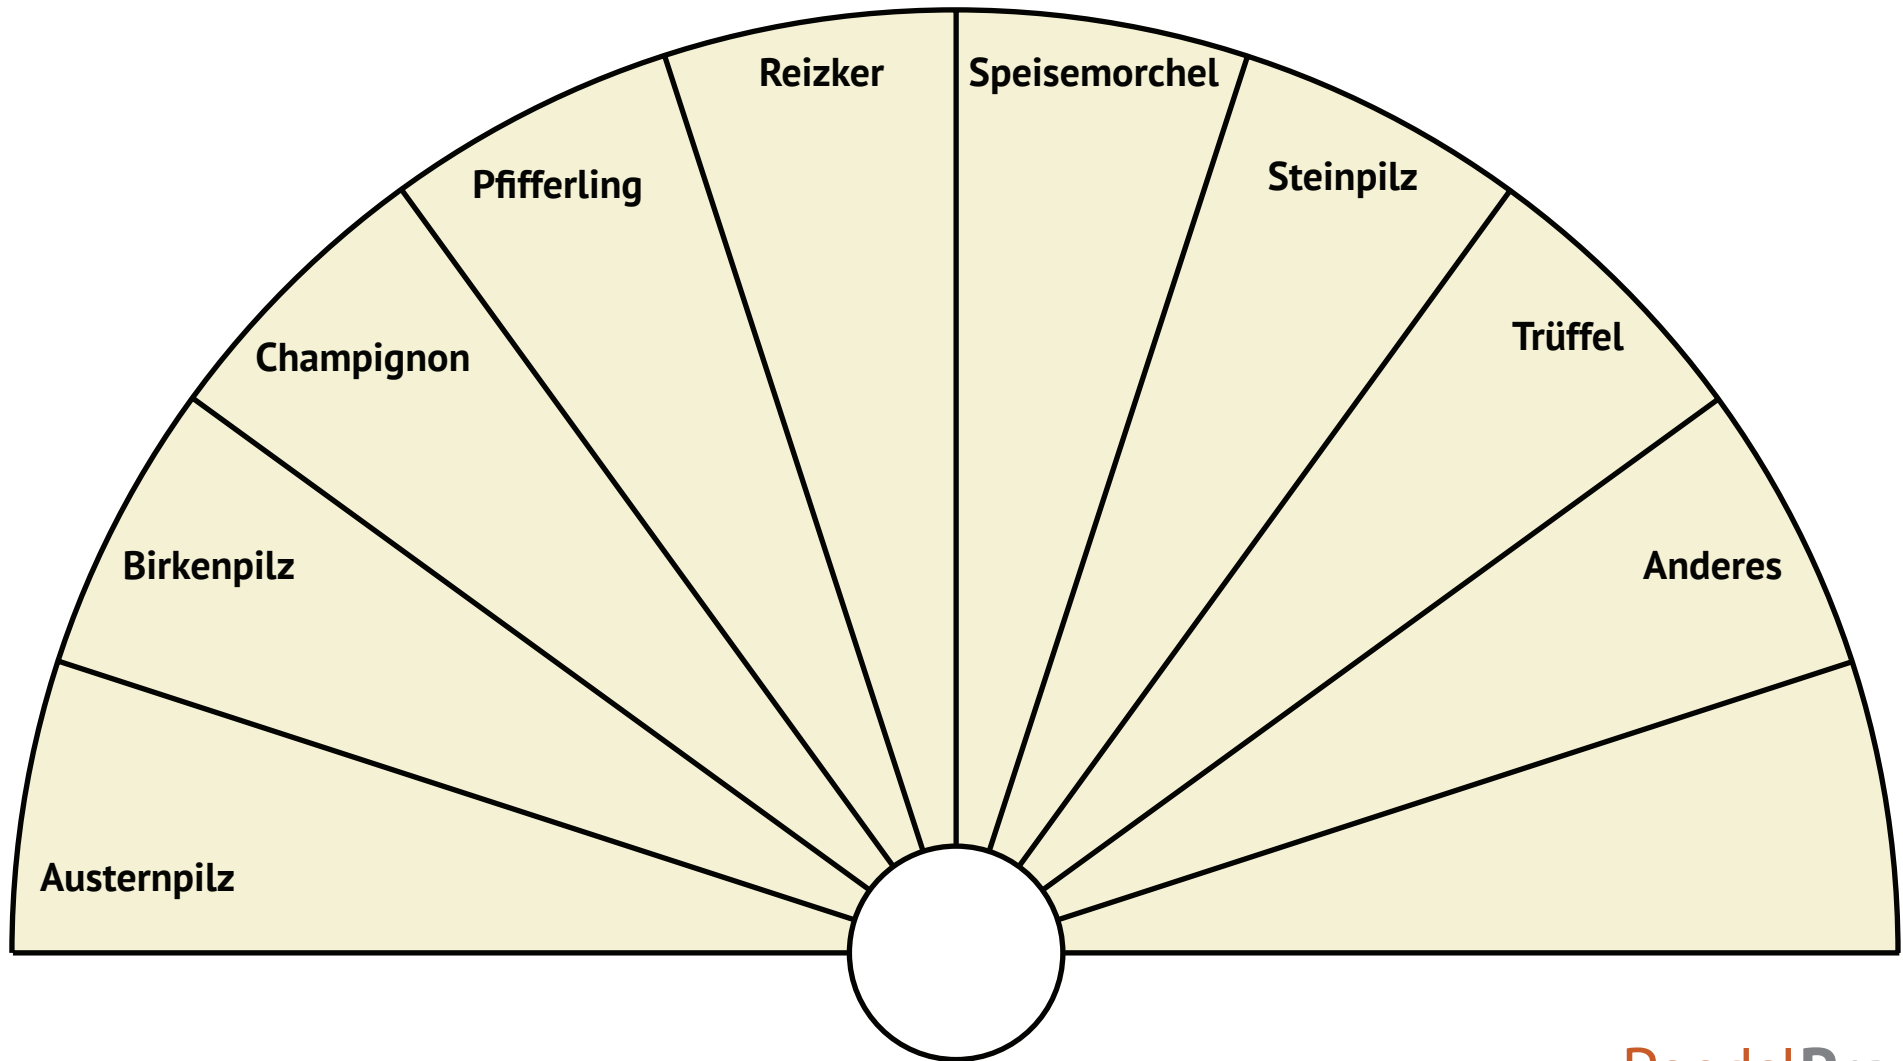 Reizker
Speisemorchel
Pfifferling
Steinpilz
Champignon
Trüffel
Birkenpilz
Anderes
Austernpilz